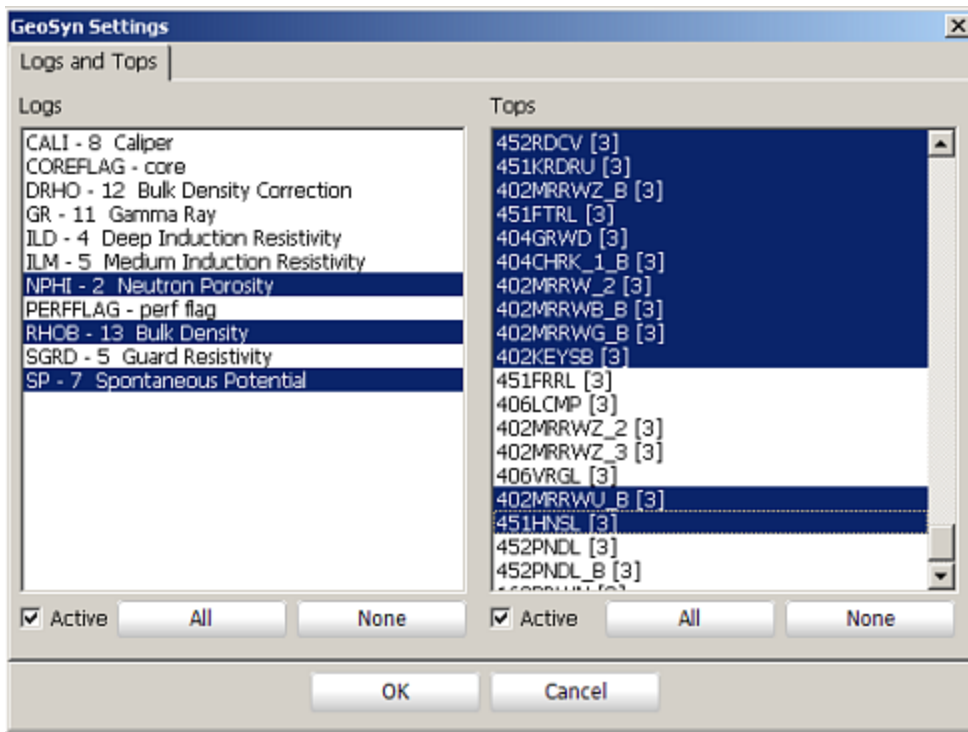 GeoSyn Settings
Logs and Tops
Logs
CALI - 8 Caliper
COREFLAG - core
DRHO - 12 Bulk Density Correction
GR - 11 Gamma Ray
ILD - 4 Deep Induction Resistivity
ILM - 5 Medium Induction Resistivity
NPHI - 2 Neutron Porosity
PERFFLAG - perf flag
RHOB - 13 Bulk Density
SGRD - 5 Guard Resistivity
SP - 7 Spontaneous Potential
Active
All
None
Tops
452RDCV [3]
451KRDRU [3]
402MRRWZ_B [3]
451FTRL [3]
404GRWD [3]
404CHRK_1_B [3]
402MRRW_2 [3]
402MRRWB_B [3]
402MRRWG_B [3]
402KEYSB [3]
451FRRL [3]
406LCMP [3]
402MRRWZ_2 [3]
402MRRWZ_3 [3]
406VRGL [3]
402MRRWU_B [3]
451HNSL [3]
452PNDL [3]
452PNDL_B [3]
Active
All
None
OK
Cancel